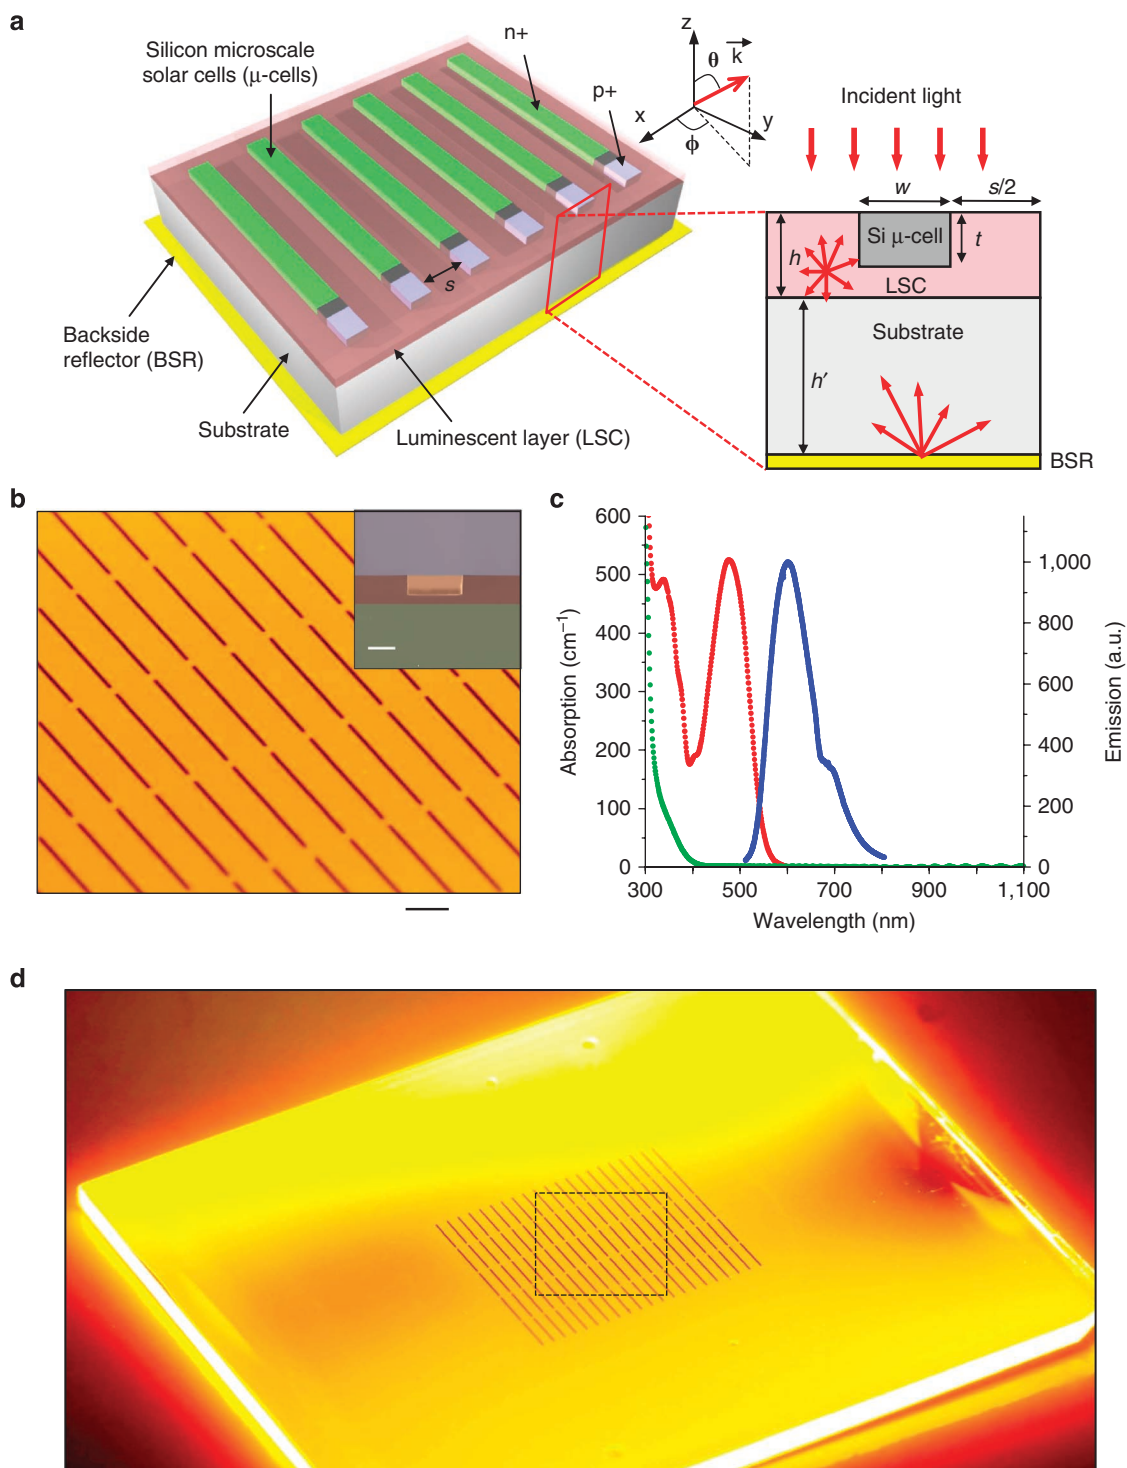 a
Silicon microscale
solar cells (μ-cells)
n+
p+
s
Backside
reflector (BSR)
Substrate
Luminescent layer (LSC)
z
θ
k
x
y
ϕ
Incident light
w
s/2
h
Si μ-cell
t
LSC
Substrate
h′
BSR
b
c
600
500
400
300
200
100
0
Absorption (cm⁻¹)
1,000
800
600
400
200
0
Emission (a.u.)
300
500
700
900
1,100
Wavelength (nm)
d